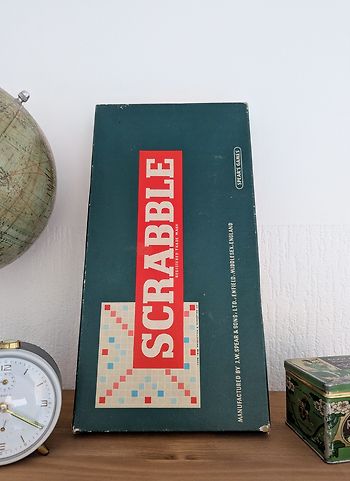 SCRABBLE
REGISTERED TRADE MARK
SPEAR'S GAMES
MANUFACTURED BY J.W. SPEAR & SONS, LTD., ENFIELD, MIDDLESEX, ENGLAND